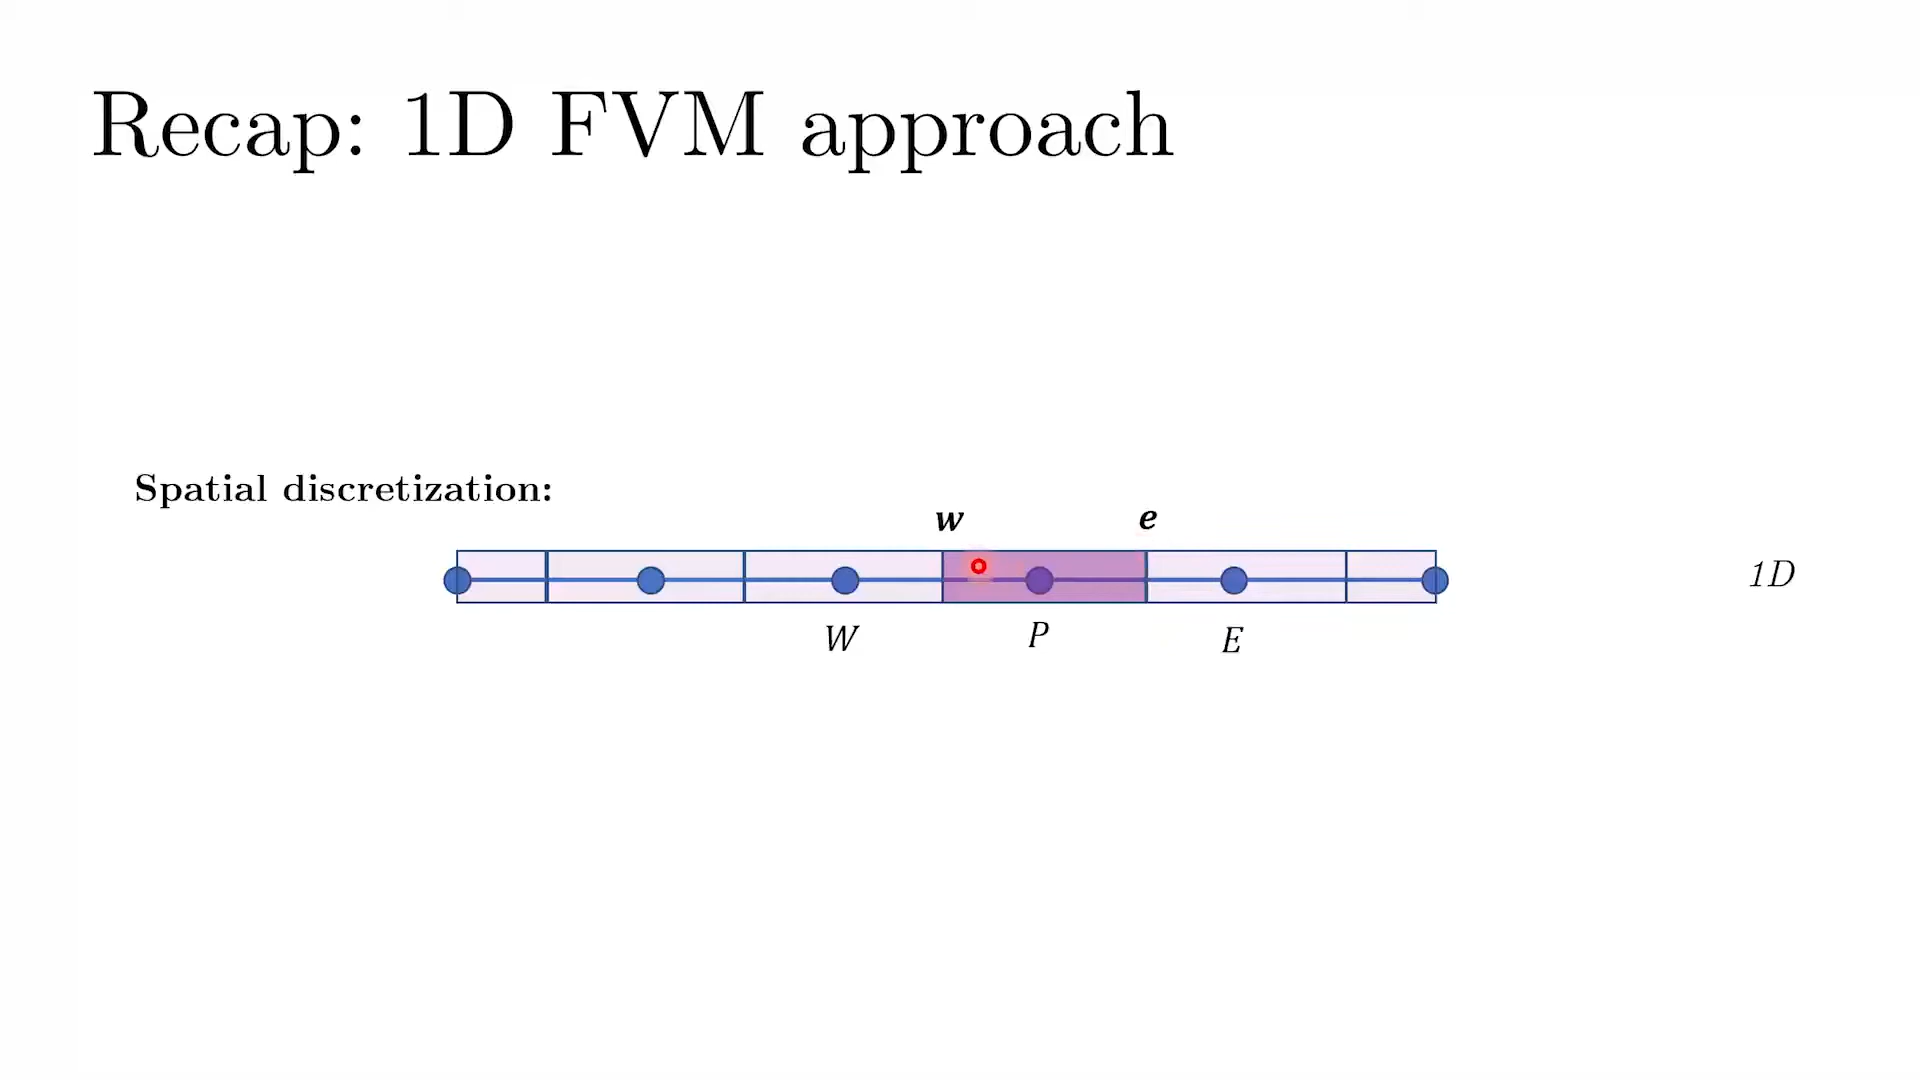 Recap: 1D FVM approach
Spatial discretization:
w e
1D
W P E